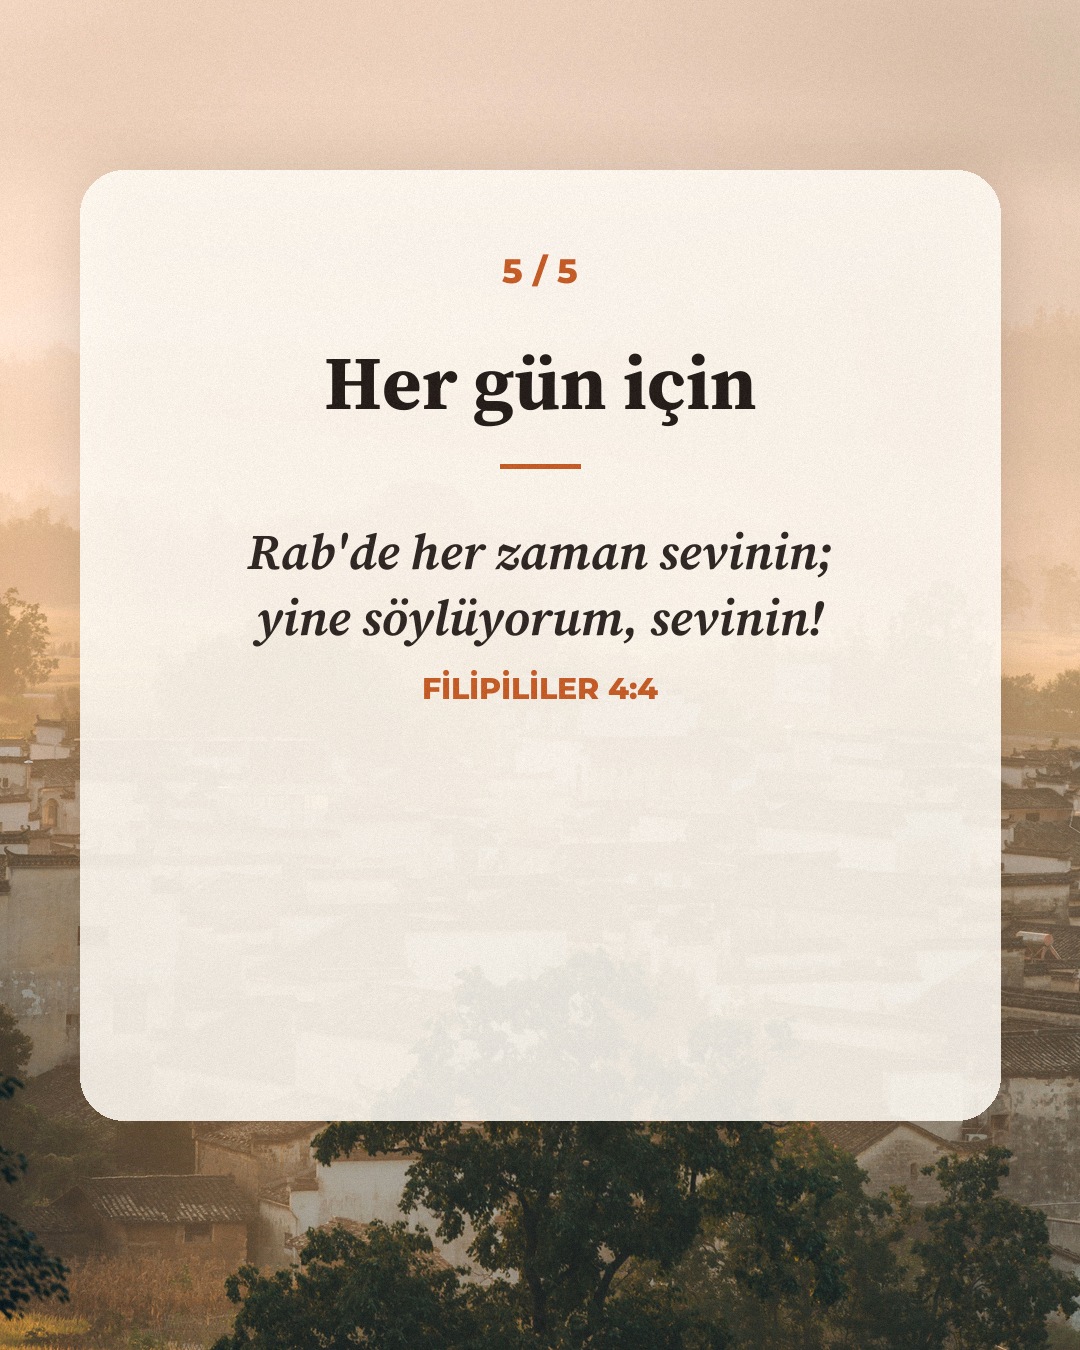 5 / 5
Her gün için
Rab'de her zaman sevinin;
yine söylüyorum, sevinin!
FİLİPİLİLER 4:4